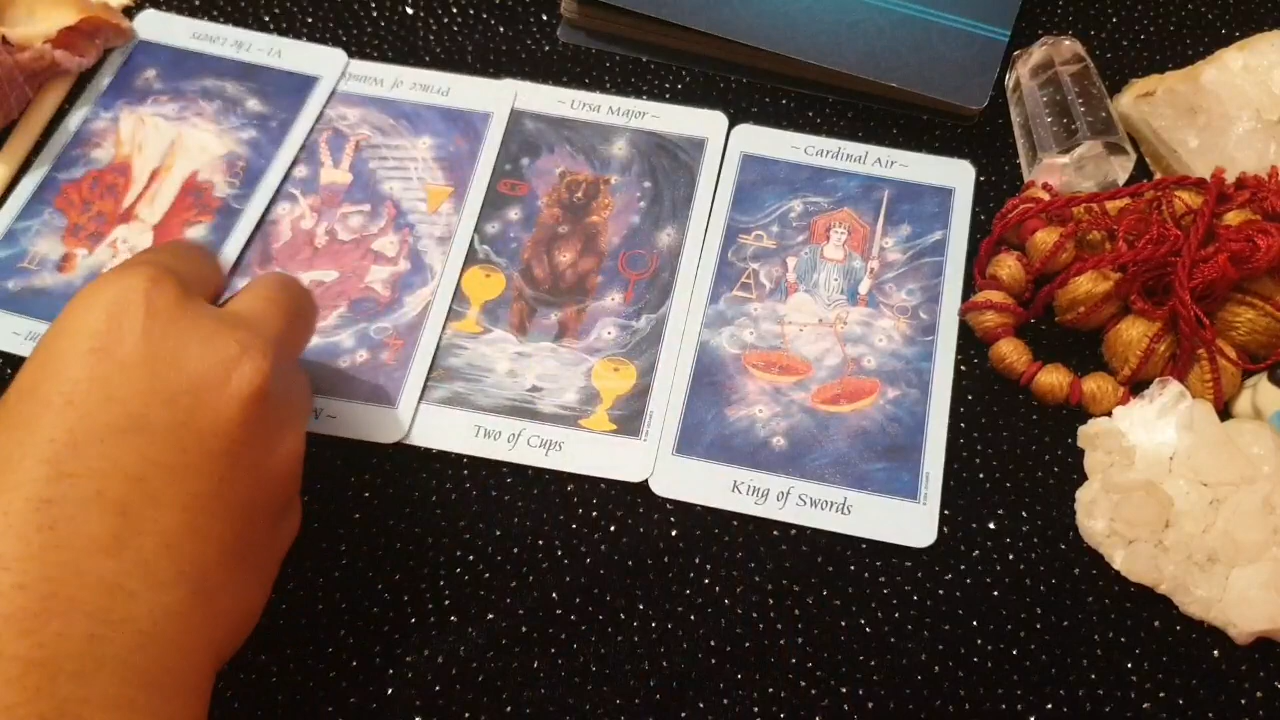 VI – The Lovers
Prince of Wands
~ Ursa Major ~
Two of Cups
~ Cardinal Air ~
King of Swords